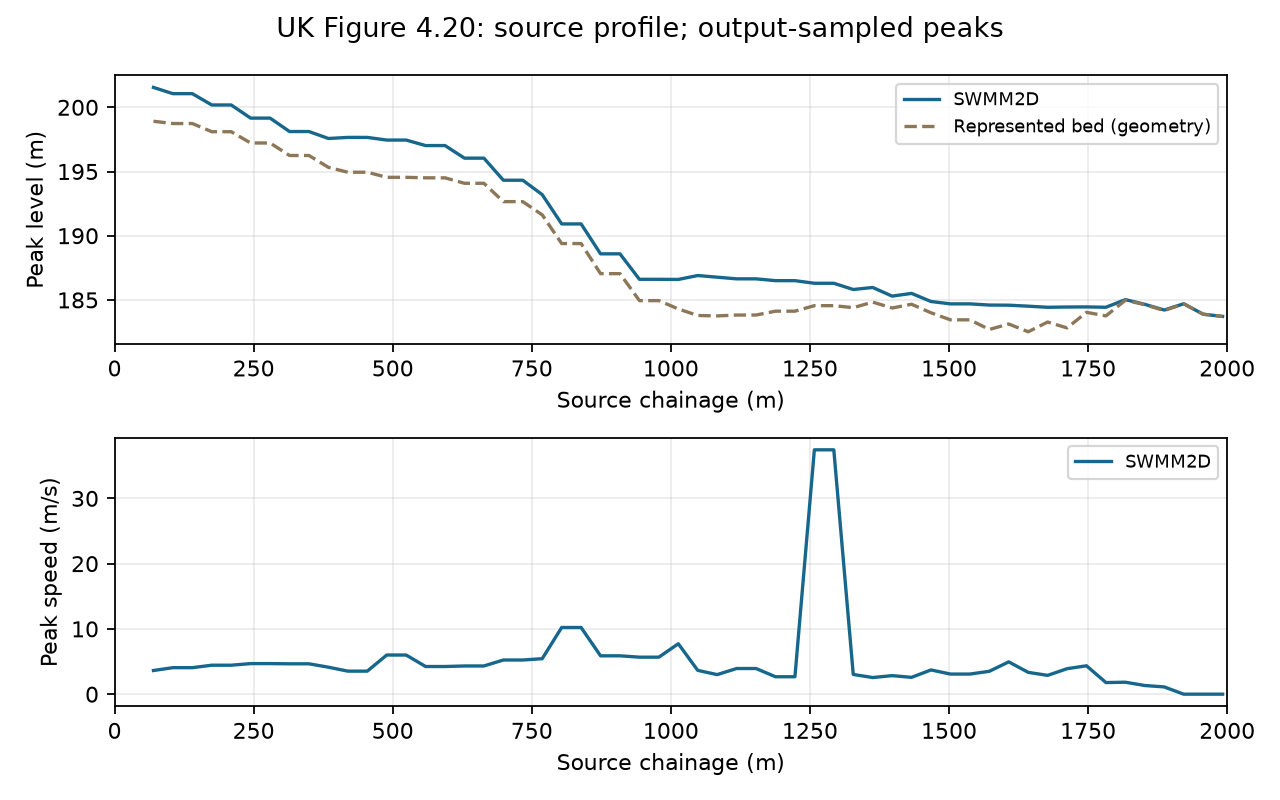 UK Figure 4.20: source profile; output-sampled peaks
SWMM2D
Represented bed (geometry)
Peak level (m)
200
195
190
185
0 250 500 750 1000 1250 1500 1750 2000
Source chainage (m)
SWMM2D
Peak speed (m/s)
30
20
10
0
0 250 500 750 1000 1250 1500 1750 2000
Source chainage (m)